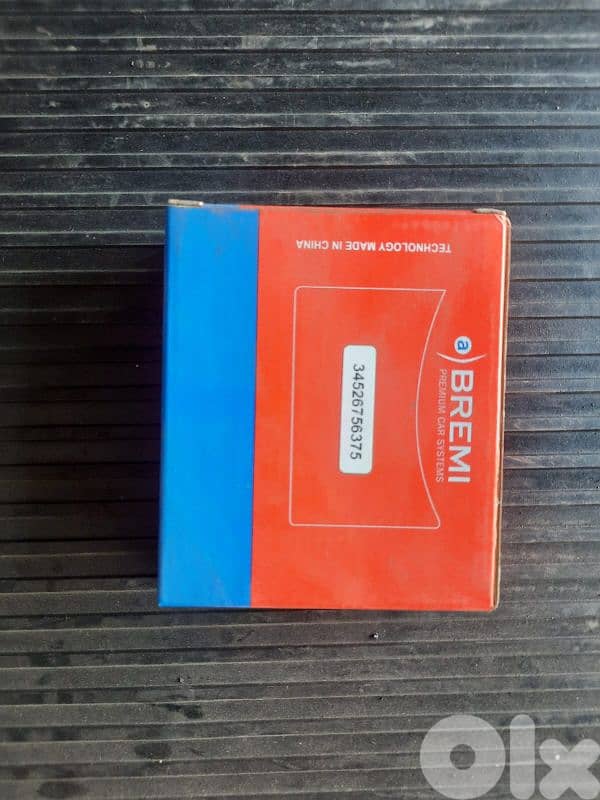 TECHNOLOGY MADE IN CHINA
a) BREMI
PREMIUM CAR SYSTEMS
34526756375
Olx